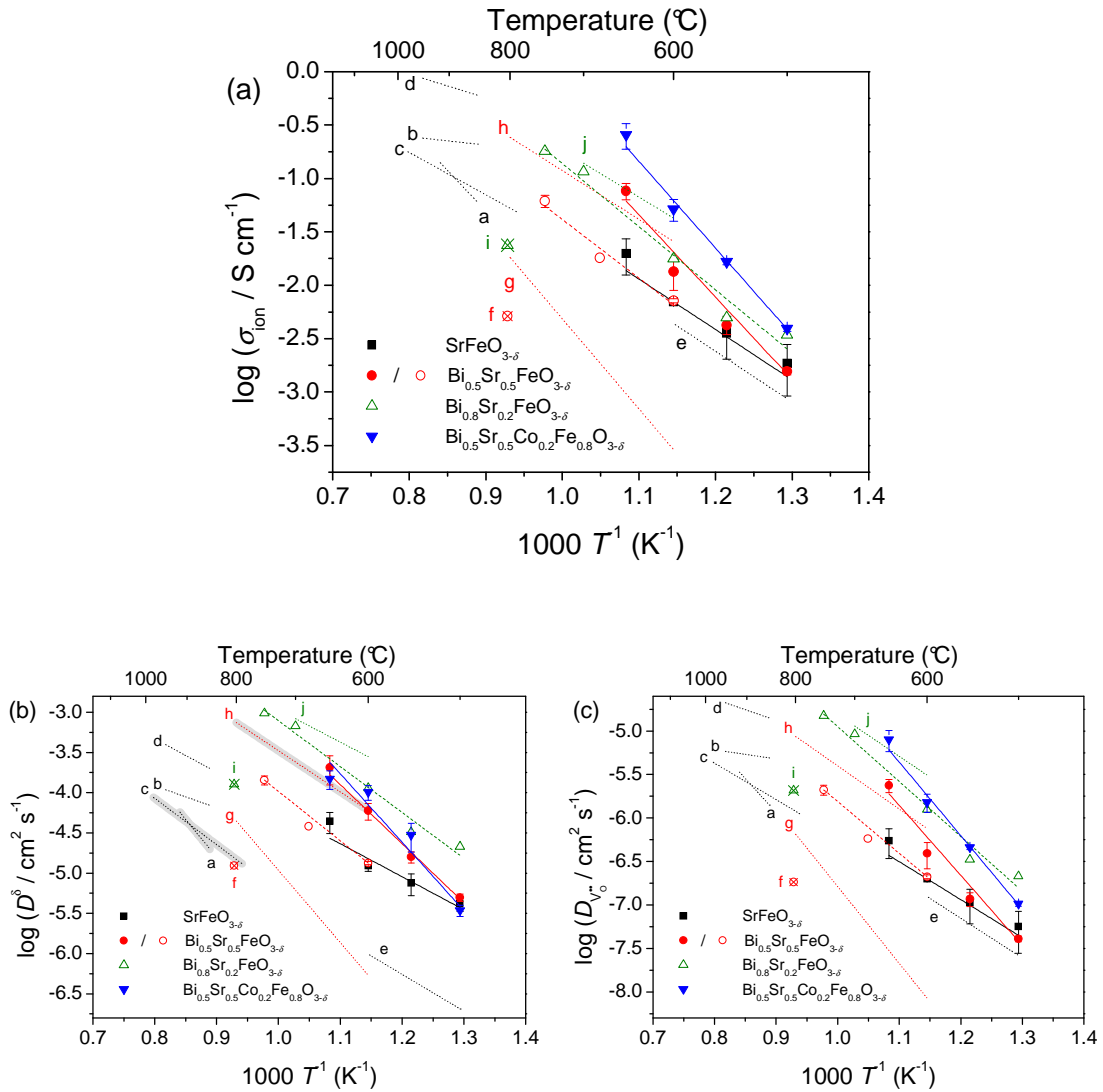 Temperature (°C)
1000 800 600
(a)
0.0
-0.5
-1.0
-1.5
-2.0
-2.5
-3.0
-3.5
log (σion / S cm-1)
d
b
c
a
h
j
i
g
f
e
SrFeO3-δ
/ Bi0.5Sr0.5FeO3-δ
Bi0.8Sr0.2FeO3-δ
Bi0.5Sr0.5Co0.2Fe0.8O3-δ
0.7 0.8 0.9 1.0 1.1 1.2 1.3 1.4
1000 T-1 (K-1)
Temperature (°C)
1000 800 600
(b)
-3.0
-3.5
-4.0
-4.5
-5.0
-5.5
-6.0
-6.5
log (Dδ / cm2 s-1)
h
j
d
i
b
c
g
a
f
e
SrFeO3-δ
/ Bi0.5Sr0.5FeO3-δ
Bi0.8Sr0.2FeO3-δ
Bi0.5Sr0.5Co0.2Fe0.8O3-δ
0.7 0.8 0.9 1.0 1.1 1.2 1.3 1.4
1000 T-1 (K-1)
Temperature (°C)
1000 800 600
(c)
-5.0
-5.5
-6.0
-6.5
-7.0
-7.5
-8.0
log (DVO•• / cm2 s-1)
d
h
j
b
c
i
a
g
f
e
SrFeO3-δ
/ Bi0.5Sr0.5FeO3-δ
Bi0.8Sr0.2FeO3-δ
Bi0.5Sr0.5Co0.2Fe0.8O3-δ
0.7 0.8 0.9 1.0 1.1 1.2 1.3 1.4
1000 T-1 (K-1)